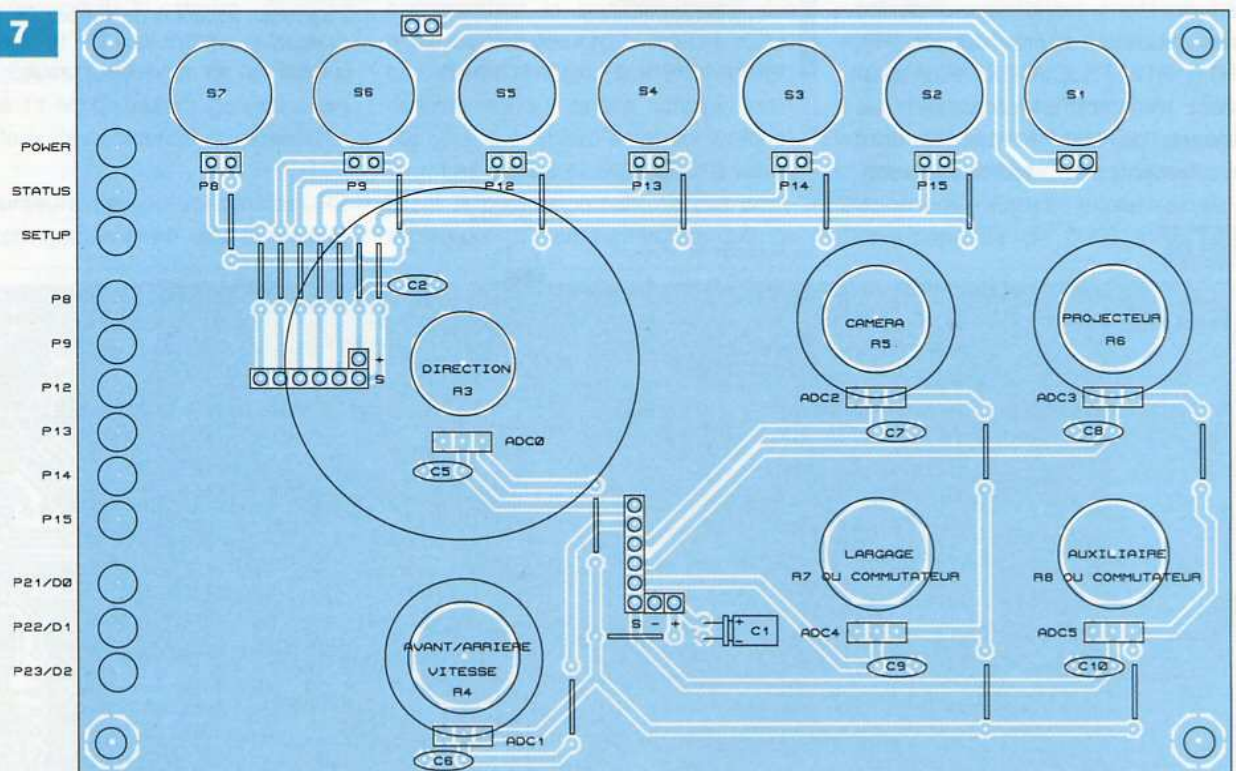 7
S7
S6
S5
S4
S3
S2
S1
POWER
P8
P9
P12
P13
P14
P15
STATUS
SETUP
P8
C2
CAMERA
R5
PROJECTEUR
R6
P9
+
DIRECTION
R3
P12
S
ADC2
ADC3
P13
ADC0
C7
C8
P14
C5
P15
LARGAGE
R7 OU COMMUTATEUR
AUXILIAIRE
R8 OU COMMUTATEUR
P21/D0
P22/D1
S - +
+
-
C1
ADC4
ADC5
AVANT/ARRIERE
VITESSE
R4
P23/D2
C9
C10
ADC1
C6